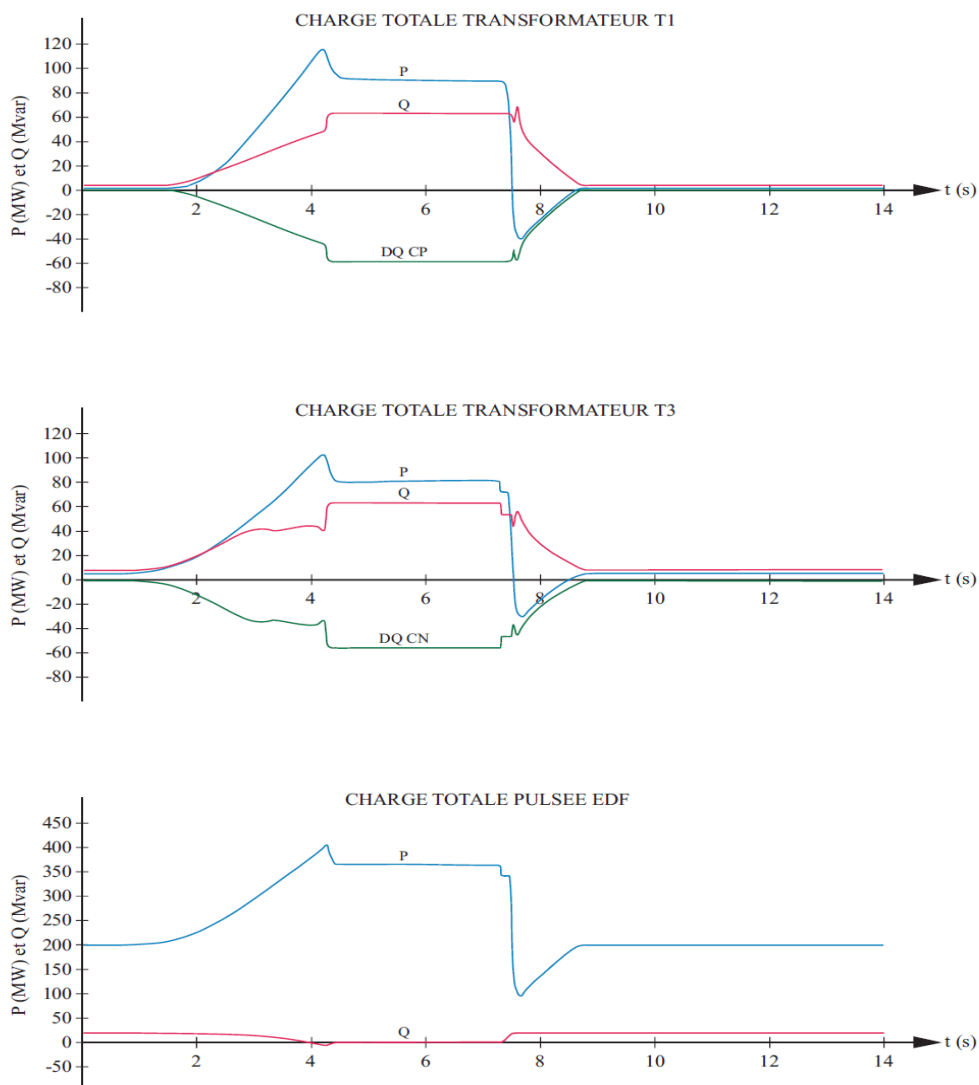 CHARGE TOTALE TRANSFORMATEUR T1
P (MW) et Q (Mvar)
120
100
80
60
40
20
0
-20
-40
-60
-80
P
Q
DQ CP
2 4 6 8 10 12 14
t (s)
CHARGE TOTALE TRANSFORMATEUR T3
P (MW) et Q (Mvar)
120
100
80
60
40
20
0
-20
-40
-60
-80
P
Q
DQ CN
2 4 6 8 10 12 14
t (s)
CHARGE TOTALE PULSEE EDF
P (MW) et Q (Mvar)
450
400
350
300
250
200
150
100
50
0
-50
P
Q
2 4 6 8 10 12 14
t (s)